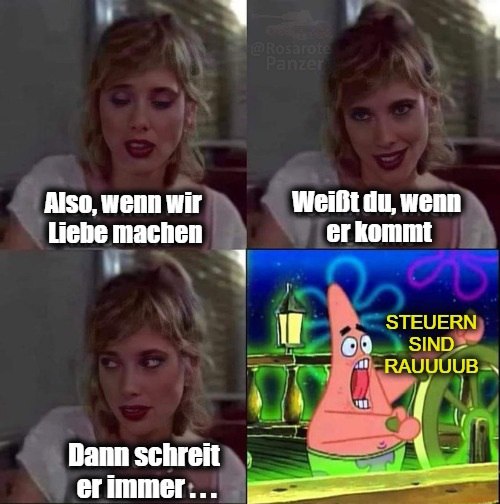 @Rosarote
Panzer
Also, wenn wir
Liebe machen
Weißt du, wenn
er kommt
Dann schreit
er immer . . .
STEUERN
SIND
RAUUUUB